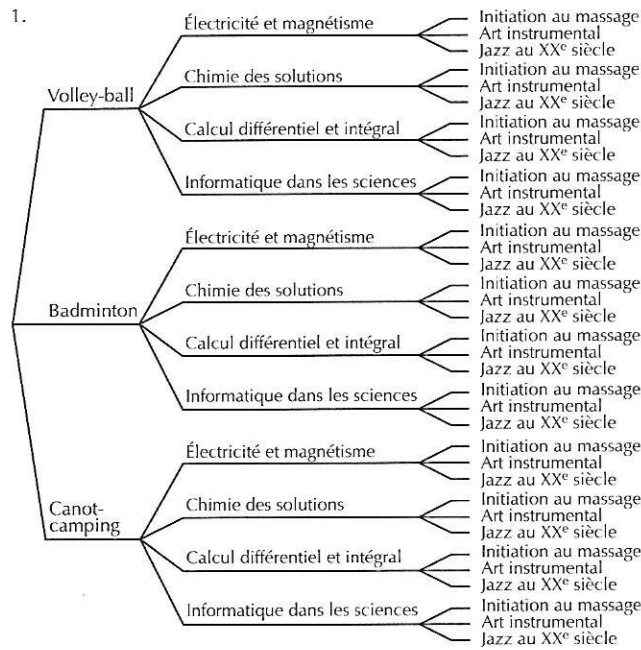 1.
Volley-ball
Électricité et magnétisme
Initiation au massage
Art instrumental
Jazz au XXe siècle
Chimie des solutions
Initiation au massage
Art instrumental
Jazz au XXe siècle
Calcul différentiel et intégral
Initiation au massage
Art instrumental
Jazz au XXe siècle
Informatique dans les sciences
Initiation au massage
Art instrumental
Jazz au XXe siècle
Badminton
Électricité et magnétisme
Initiation au massage
Art instrumental
Jazz au XXe siècle
Chimie des solutions
Initiation au massage
Art instrumental
Jazz au XXe siècle
Calcul différentiel et intégral
Initiation au massage
Art instrumental
Jazz au XXe siècle
Informatique dans les sciences
Initiation au massage
Art instrumental
Jazz au XXe siècle
Canot-
camping
Électricité et magnétisme
Initiation au massage
Art instrumental
Jazz au XXe siècle
Chimie des solutions
Initiation au massage
Art instrumental
Jazz au XXe siècle
Calcul différentiel et intégral
Initiation au massage
Art instrumental
Jazz au XXe siècle
Informatique dans les sciences
Initiation au massage
Art instrumental
Jazz au XXe siècle